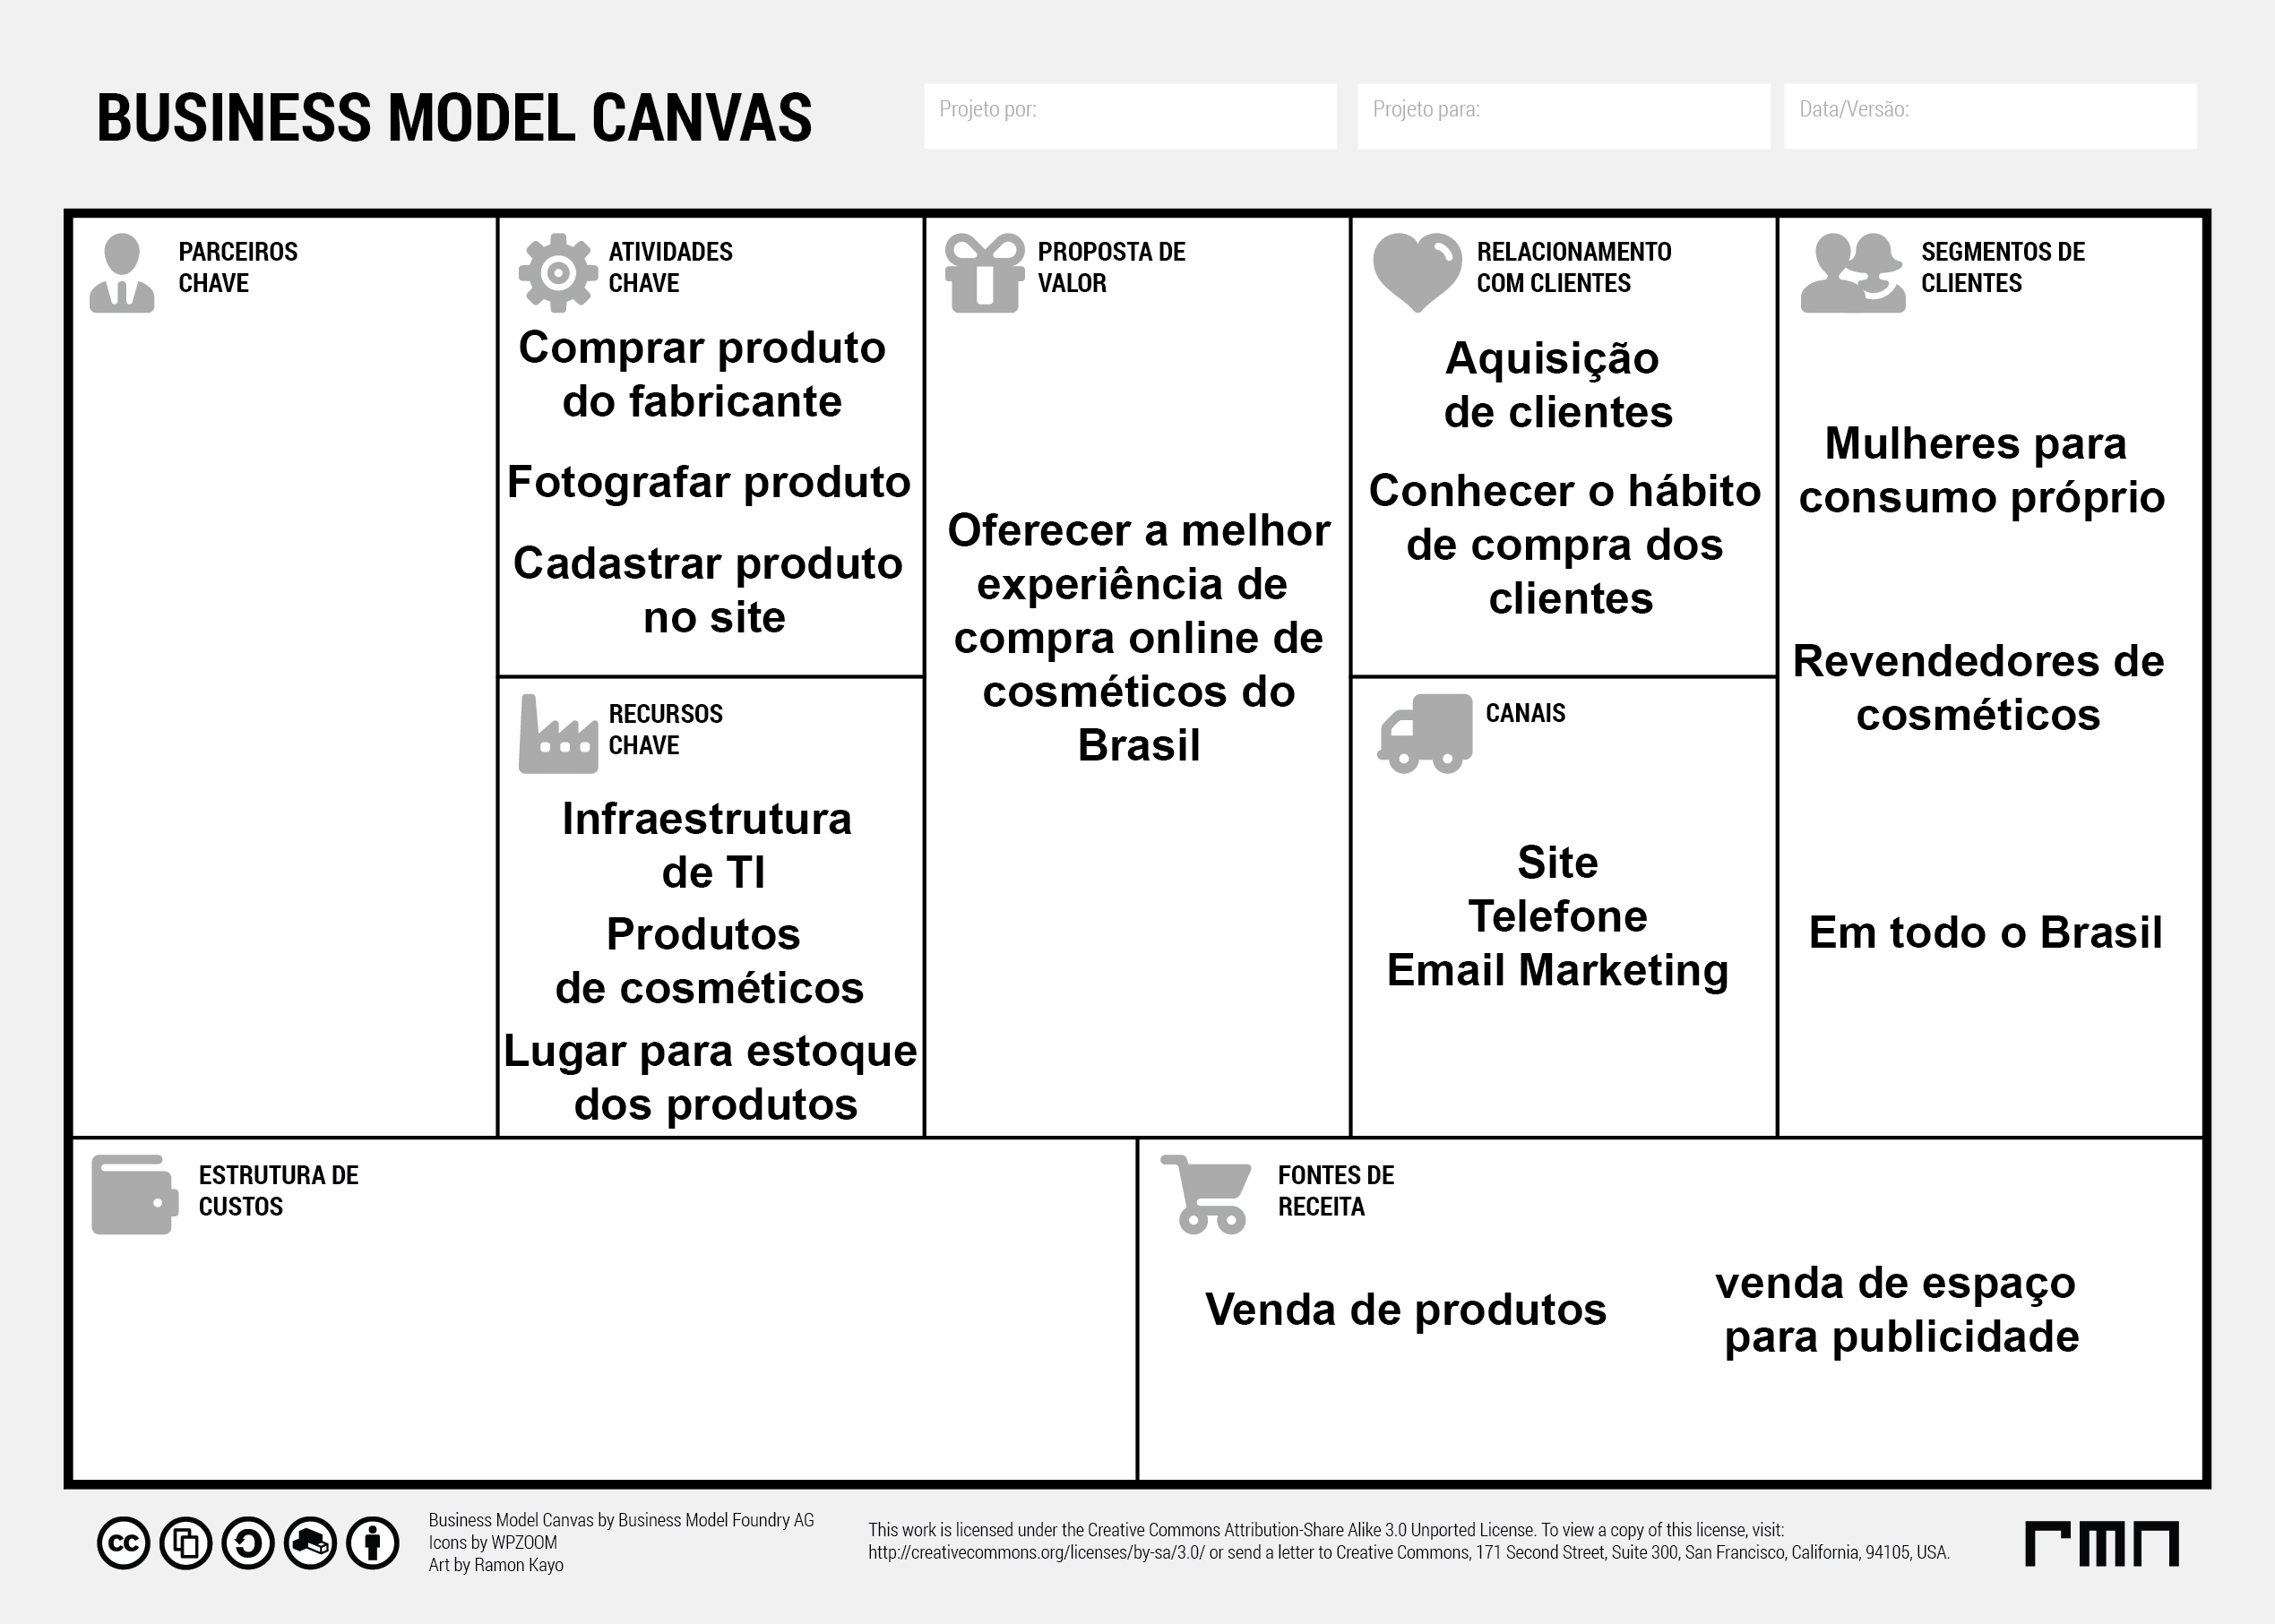 BUSINESS MODEL CANVAS
Projeto por:
Projeto para:
Data/Versão:
PARCEIROS
CHAVE
ATIVIDADES
CHAVE
Comprar produto
do fabricante
Fotografar produto
Cadastrar produto
no site
RECURSOS
CHAVE
Infraestrutura
de TI
Produtos
de cosméticos
Lugar para estoque
dos produtos
PROPOSTA DE
VALOR
Oferecer a melhor
experiência de
compra online de
cosméticos do
Brasil
RELACIONAMENTO
COM CLIENTES
Aquisição
de clientes
Conhecer o hábito
de compra dos
clientes
CANAIS
Site
Telefone
Email Marketing
SEGMENTOS DE
CLIENTES
Mulheres para
consumo próprio
Revendedores de
cosméticos
Em todo o Brasil
ESTRUTURA DE
CUSTOS
FONTES DE
RECEITA
Venda de produtos
venda de espaço
para publicidade
cc
Business Model Canvas by Business Model Foundry AG
Icons by WPZOOM
Art by Ramon Kayo
This work is licensed under the Creative Commons Attribution-Share Alike 3.0 Unported License. To view a copy of this license, visit:
http://creativecommons.org/licenses/by-sa/3.0/ or send a letter to Creative Commons, 171 Second Street, Suite 300, San Francisco, California, 94105, USA.
rmn